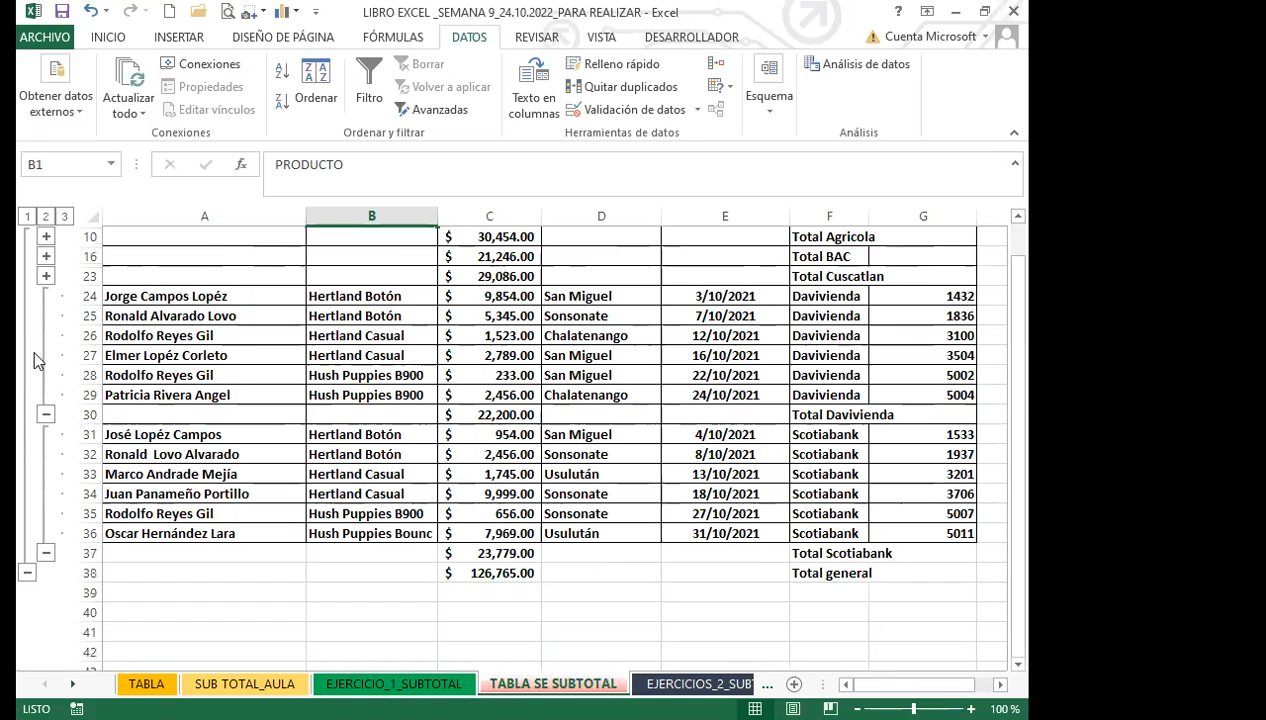 LIBRO EXCEL _SEMANA 9_24.10.2022_PARA REALIZAR - Excel
ARCHIVO INICIO INSERTAR DISEÑO DE PÁGINA FÓRMULAS DATOS REVISAR VISTA DESARROLLADOR Cuenta Microsoft
Obtener datos externos
Actualizar todo
Conexiones
Propiedades
Editar vínculos
Conexiones
Ordenar
Filtro
Borrar
Volver a aplicar
Avanzadas
Ordenar y filtrar
Texto en columnas
Relleno rápido
Quitar duplicados
Validación de datos
Herramientas de datos
Esquema
Análisis de datos
Análisis
B1 fx PRODUCTO
1 2 3 A B C D E F G
10 $ 30,454.00 Total Agricola
16 $ 21,246.00 Total BAC
23 $ 29,086.00 Total Cuscatlan
24 Jorge Campos Lopéz Hertland Botón $ 9,854.00 San Miguel 3/10/2021 Davivienda 1432
25 Ronald Alvarado Lovo Hertland Botón $ 5,345.00 Sonsonate 7/10/2021 Davivienda 1836
26 Rodolfo Reyes Gil Hertland Casual $ 1,523.00 Chalatenango 12/10/2021 Davivienda 3100
27 Elmer Lopéz Corleto Hertland Casual $ 2,789.00 San Miguel 16/10/2021 Davivienda 3504
28 Rodolfo Reyes Gil Hush Puppies B900 $ 233.00 San Miguel 22/10/2021 Davivienda 5002
29 Patricia Rivera Angel Hush Puppies B900 $ 2,456.00 Chalatenango 24/10/2021 Davivienda 5004
30 $ 22,200.00 Total Davivienda
31 José Lopéz Campos Hertland Botón $ 954.00 San Miguel 4/10/2021 Scotiabank 1533
32 Ronald Lovo Alvarado Hertland Botón $ 2,456.00 Sonsonate 8/10/2021 Scotiabank 1937
33 Marco Andrade Mejía Hertland Casual $ 1,745.00 Usulután 13/10/2021 Scotiabank 3201
34 Juan Panameño Portillo Hertland Casual $ 9,999.00 Sonsonate 18/10/2021 Scotiabank 3706
35 Rodolfo Reyes Gil Hush Puppies B900 $ 656.00 Sonsonate 27/10/2021 Scotiabank 5007
36 Oscar Hernández Lara Hush Puppies Bounc $ 7,969.00 Usulután 31/10/2021 Scotiabank 5011
37 $ 23,779.00 Total Scotiabank
38 $ 126,765.00 Total general
39
40
41
42
TABLA SUB TOTAL_AULA EJERCICIO_1_SUBTOTAL TABLA SE SUBTOTAL EJERCICIOS_2_SUBT ...
LISTO 100 %